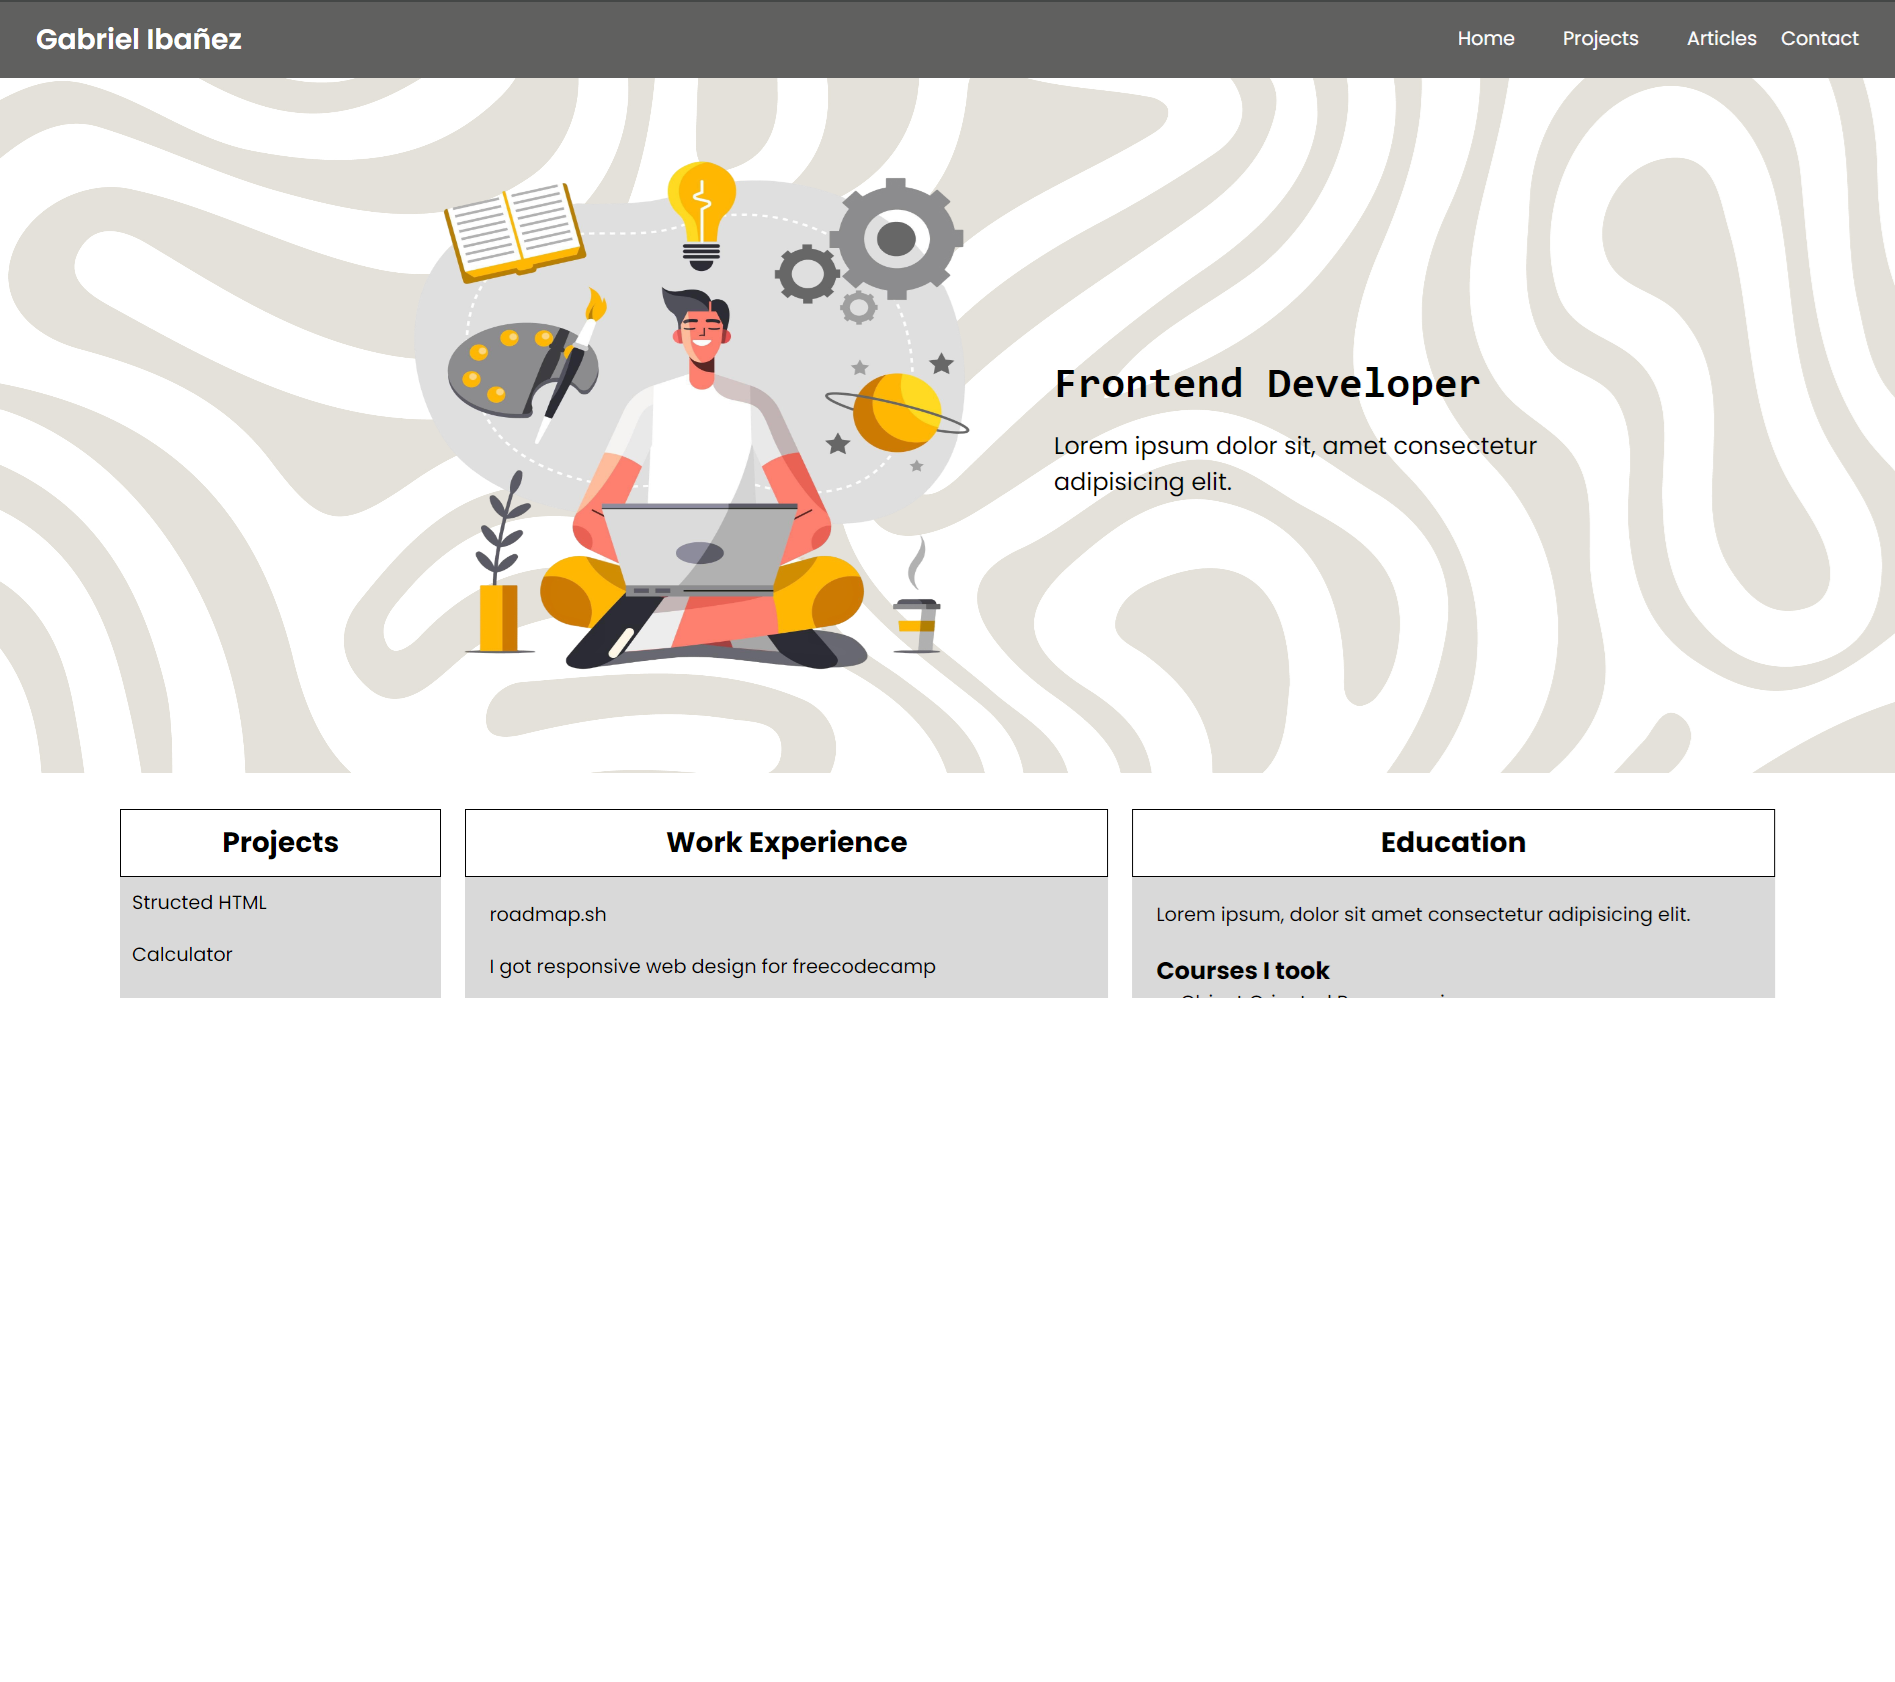 Gabriel Ibañez
Home Projects Articles Contact
Frontend Developer
Lorem ipsum dolor sit, amet consectetur
adipisicing elit.
Projects
Structed HTML
Calculator
Work Experience
roadmap.sh
I got responsive web design for freecodecamp
Education
Lorem ipsum, dolor sit amet consectetur adipisicing elit.
Courses I took